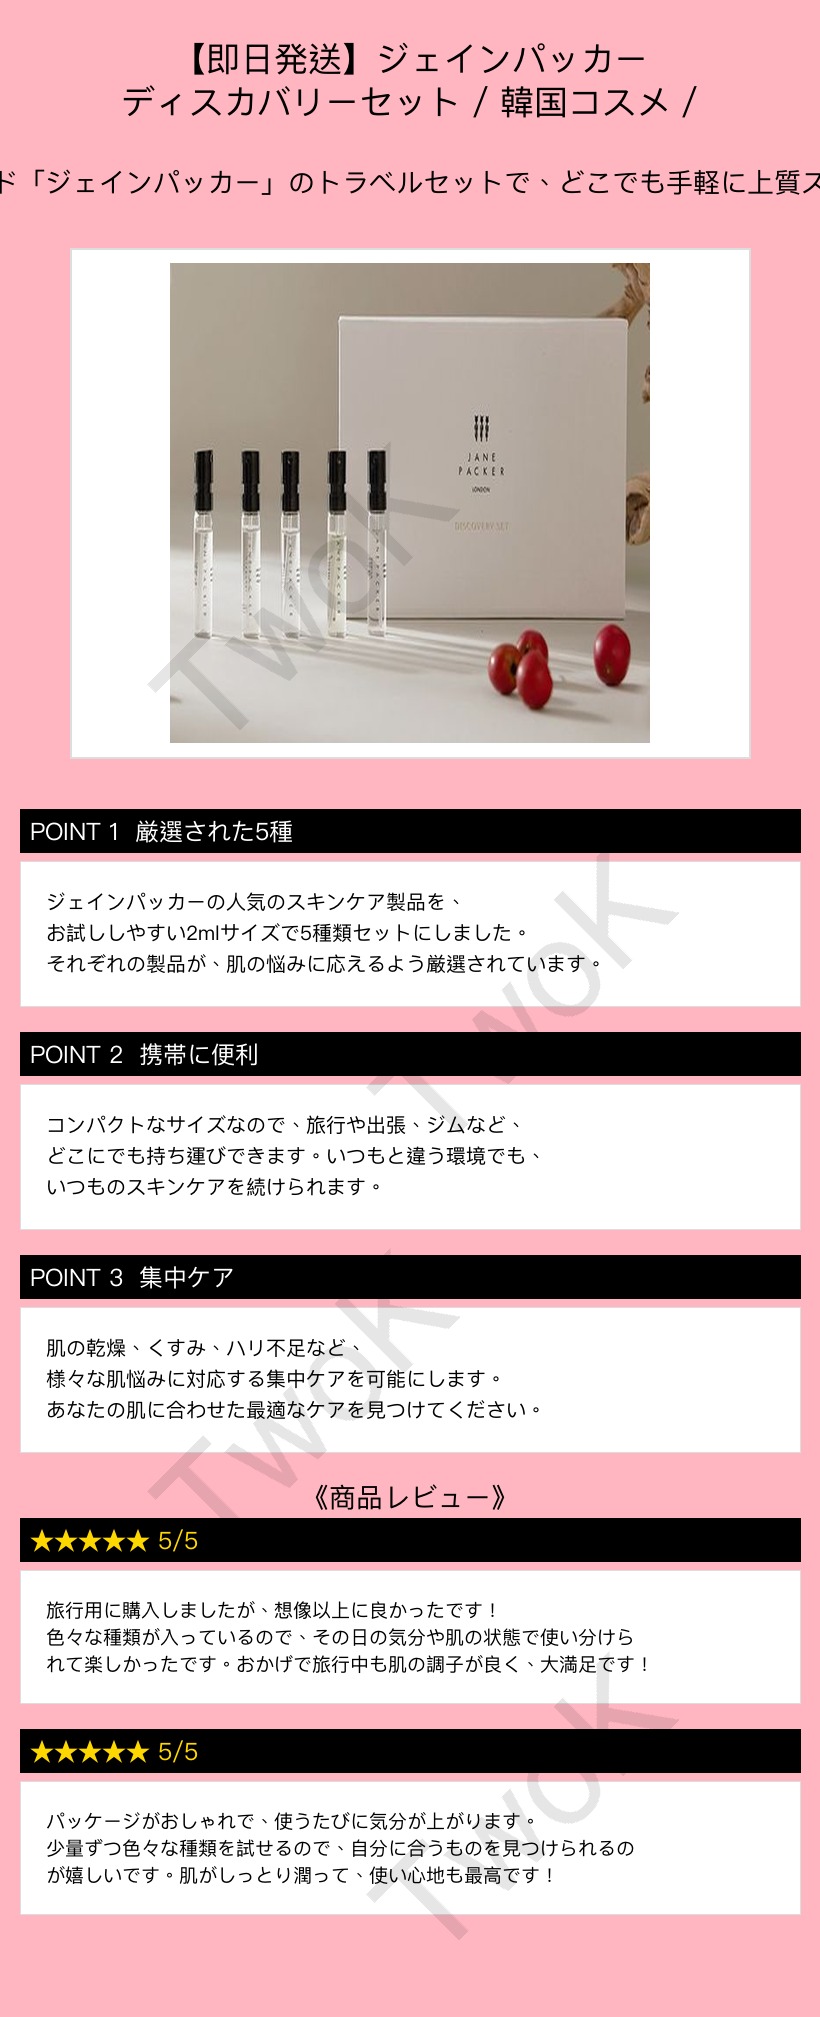 【即日発送】ジェインパッカー
ディスカバリーセット / 韓国コスメ /
ド「ジェインパッカー」のトラベルセットで、どこでも手軽に上質ス
JANE
PACKER
LONDON
DISCOVERY SET
TwoK
POINT 1 厳選された5種
ジェインパッカーの人気のスキンケア製品を、
お試ししやすい2mlサイズで5種類セットにしました。
それぞれの製品が、肌の悩みに応えるよう厳選されています。
TwoK
POINT 2 携帯に便利
コンパクトなサイズなので、旅行や出張、ジムなど、
どこにでも持ち運びできます。いつもと違う環境でも、
いつものスキンケアを続けられます。
POINT 3 集中ケア
肌の乾燥、くすみ、ハリ不足など、
様々な肌悩みに対応する集中ケアを可能にします。
あなたの肌に合わせた最適なケアを見つけてください。
TwoK
《商品レビュー》
★★★★★ 5/5
旅行用に購入しましたが、想像以上に良かったです！
色々な種類が入っているので、その日の気分や肌の状態で使い分けら
れて楽しかったです。おかげで旅行中も肌の調子が良く、大満足です！
★★★★★ 5/5
パッケージがおしゃれで、使うたびに気分が上がります。
少量ずつ色々な種類を試せるので、自分に合うものを見つけられるの
が嬉しいです。肌がしっとり潤って、使い心地も最高です！
TwoK